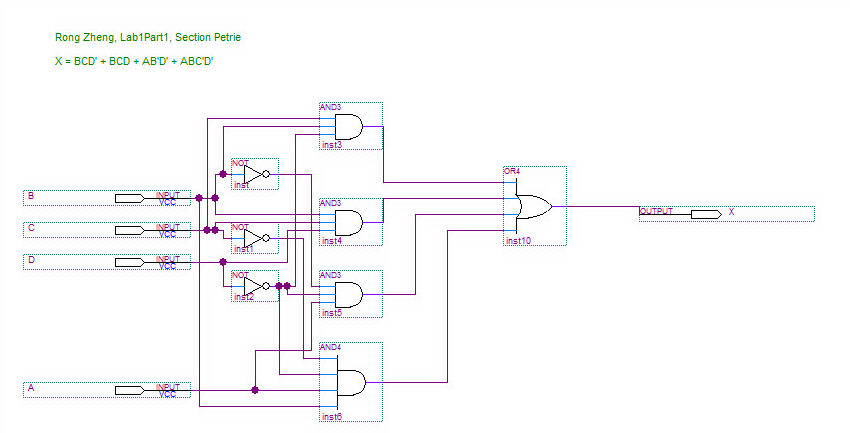 Rong Zheng, Lab1Part1, Section Petrie
X = BCD' + BCD + AB'D' + ABC'D'
AND3
inst3
NOT
inst
B
INPUT
VCC
C
INPUT
VCC
D
INPUT
VCC
NOT
inst1
NOT
inst2
AND3
inst4
AND3
inst5
OR4
inst10
OUTPUT
X
A
INPUT
VCC
AND4
inst6